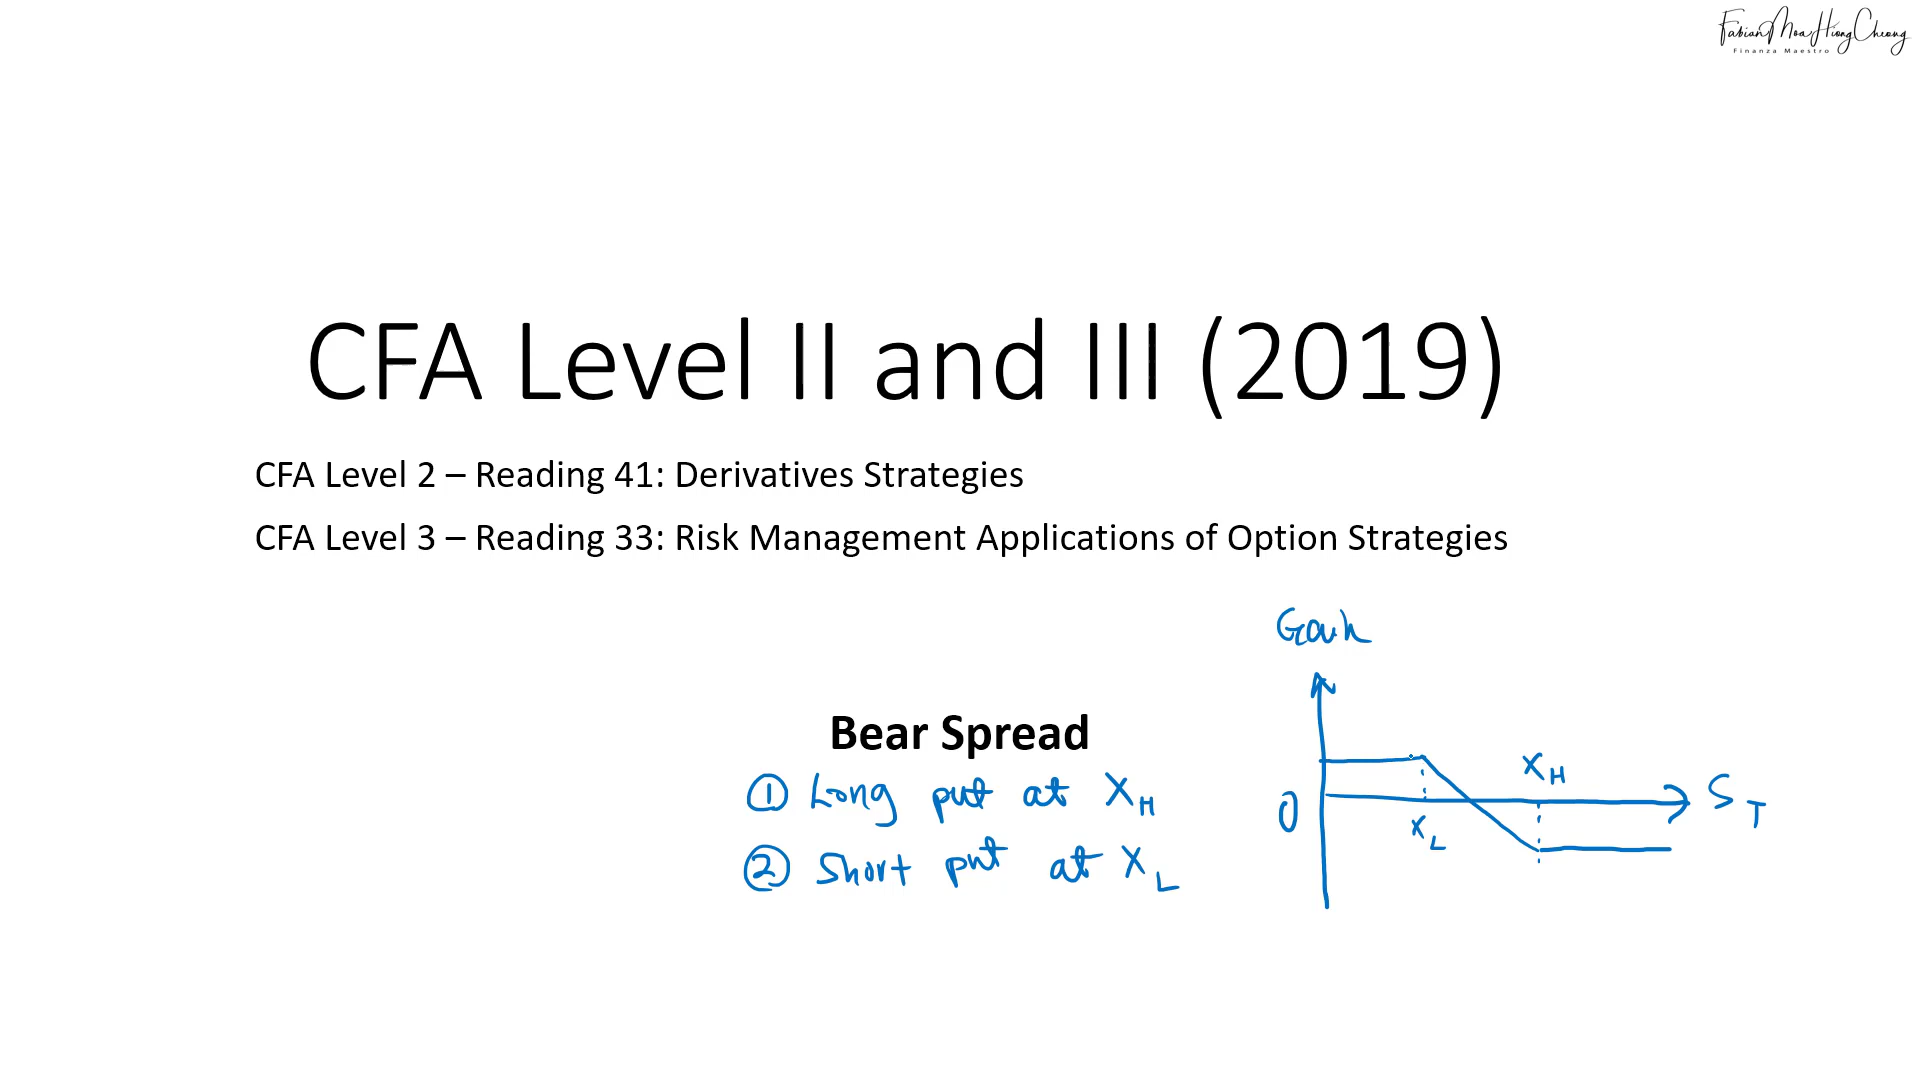 Fabian Moa Hiong Cheong
Finanza Maestro
CFA Level II and III (2019)
CFA Level 2 – Reading 41: Derivatives Strategies
CFA Level 3 – Reading 33: Risk Management Applications of Option Strategies
Bear Spread
① Long put at X_H
② Short put at X_L
Gain
X_H
S_T
0
X_L